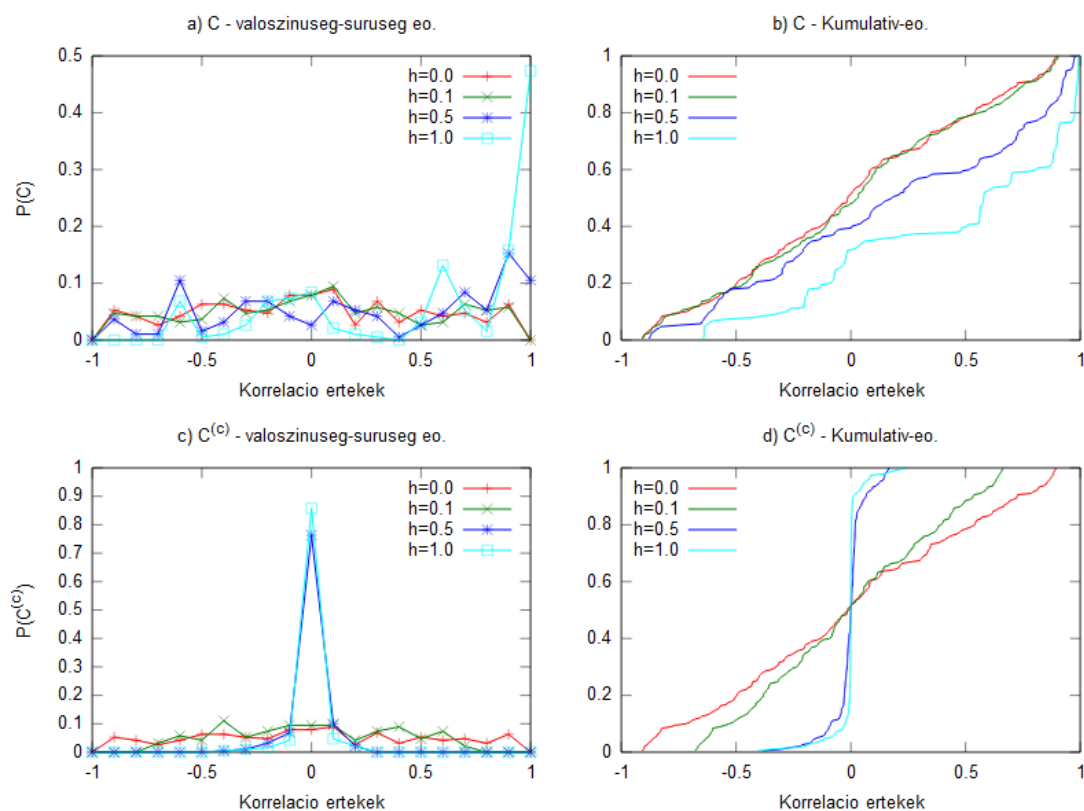 a) C - valoszinuseg-suruseg eo.
0.5
0.4
0.3
0.2
0.1
0
P(C)
h=0.0
h=0.1
h=0.5
h=1.0
-1 -0.5 0 0.5 1
Korrelacio ertekek
b) C - Kumulativ-eo.
1
0.8
0.6
0.4
0.2
0
h=0.0
h=0.1
h=0.5
h=1.0
-1 -0.5 0 0.5 1
Korrelacio ertekek
c) C(c) - valoszinuseg-suruseg eo.
1
0.9
0.8
0.7
0.6
0.5
0.4
0.3
0.2
0.1
0
P(C(c))
h=0.0
h=0.1
h=0.5
h=1.0
-1 -0.5 0 0.5 1
Korrelacio ertekek
d) C(c) - Kumulativ-eo.
1
0.8
0.6
0.4
0.2
0
h=0.0
h=0.1
h=0.5
h=1.0
-1 -0.5 0 0.5 1
Korrelacio ertekek